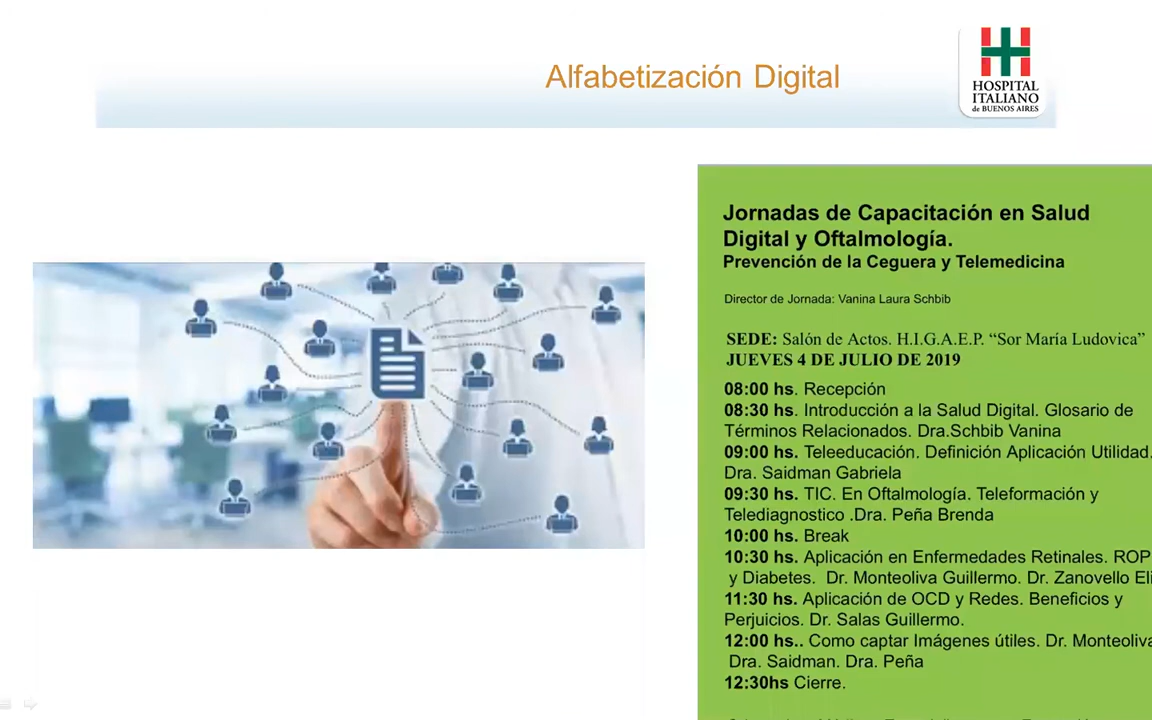 Alfabetización Digital
HOSPITAL
ITALIANO
de BUENOS AIRES
Jornadas de Capacitación en Salud
Digital y Oftalmología.
Prevención de la Ceguera y Telemedicina
Director de Jornada: Vanina Laura Schbib
SEDE: Salón de Actos. H.I.G.A.E.P. “Sor María Ludovica”
JUEVES 4 DE JULIO DE 2019
08:00 hs. Recepción
08:30 hs. Introducción a la Salud Digital. Glosario de
Términos Relacionados. Dra.Schbib Vanina
09:00 hs. Teleeducación. Definición Aplicación Utilidad.
Dra. Saidman Gabriela
09:30 hs. TIC. En Oftalmología. Teleformación y
Telediagnostico .Dra. Peña Brenda
10:00 hs. Break
10:30 hs. Aplicación en Enfermedades Retinales. ROP
y Diabetes. Dr. Monteoliva Guillermo. Dr. Zanovello
11:30 hs. Aplicación de OCD y Redes. Beneficios y
Perjuicios. Dr. Salas Guillermo.
12:00 hs.. Como captar Imágenes útiles. Dr. Monteoliva
Dra. Saidman. Dra. Peña
12:30hs Cierre.